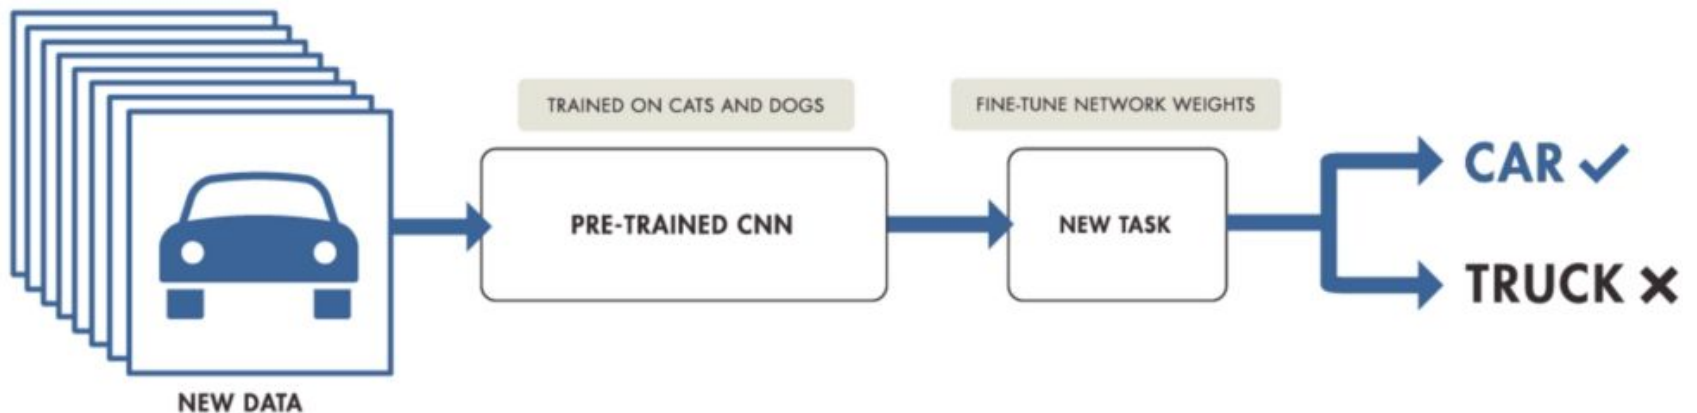 TRAINED ON CATS AND DOGS
FINE-TUNE NETWORK WEIGHTS
PRE-TRAINED CNN
NEW TASK
CAR
TRUCK
NEW DATA